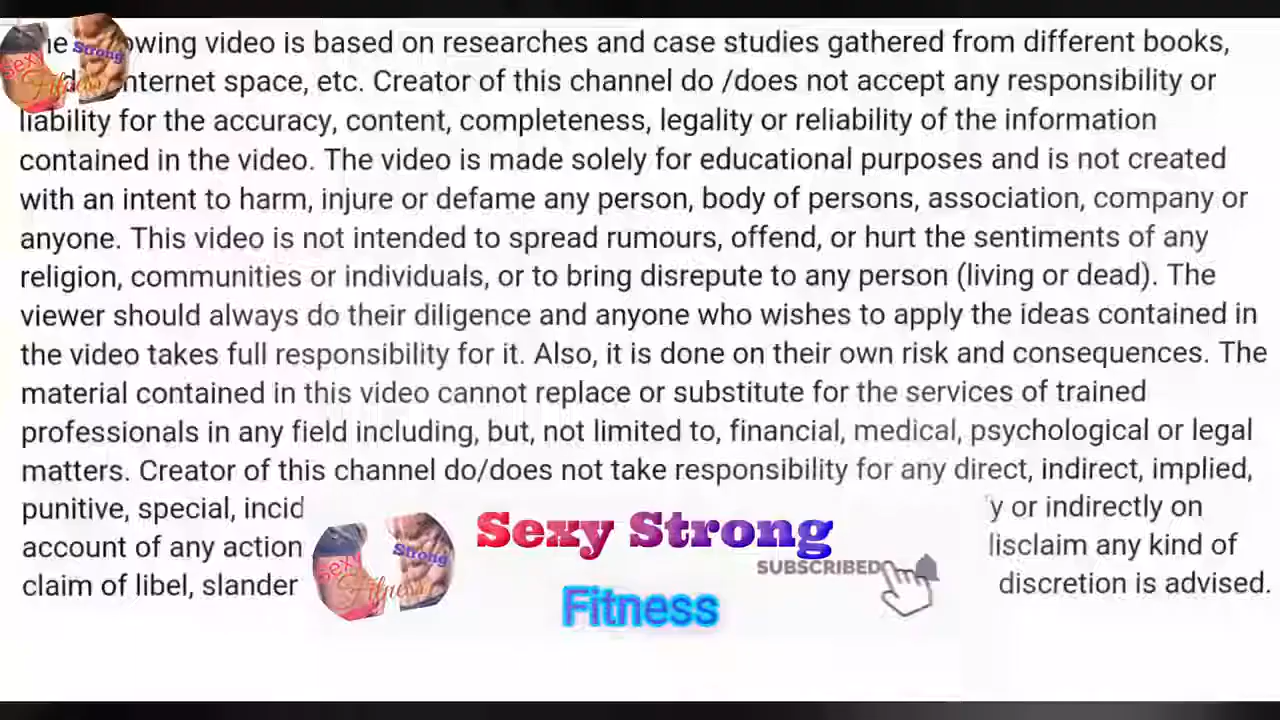 owing video is based on researches and case studies gathered from different books,
nternet space, etc. Creator of this channel do /does not accept any responsibility or
liability for the accuracy, content, completeness, legality or reliability of the information
contained in the video. The video is made solely for educational purposes and is not created
with an intent to harm, injure or defame any person, body of persons, association, company or
anyone. This video is not intended to spread rumours, offend, or hurt the sentiments of any
religion, communities or individuals, or to bring disrepute to any person (living or dead). The
viewer should always do their diligence and anyone who wishes to apply the ideas contained in
the video takes full responsibility for it. Also, it is done on their own risk and consequences. The
material contained in this video cannot replace or substitute for the services of trained
professionals in any field including, but, not limited to, financial, medical, psychological or legal
matters. Creator of this channel do/does not take responsibility for any direct, indirect, implied,
punitive, special, incid y or indirectly on
account of any action lisclaim any kind of
claim of libel, slander discretion is advised.
Sexy Strong
SUBSCRIBED
Fitness
Sexy Strong
Fitness
Sexy Strong
Fitness